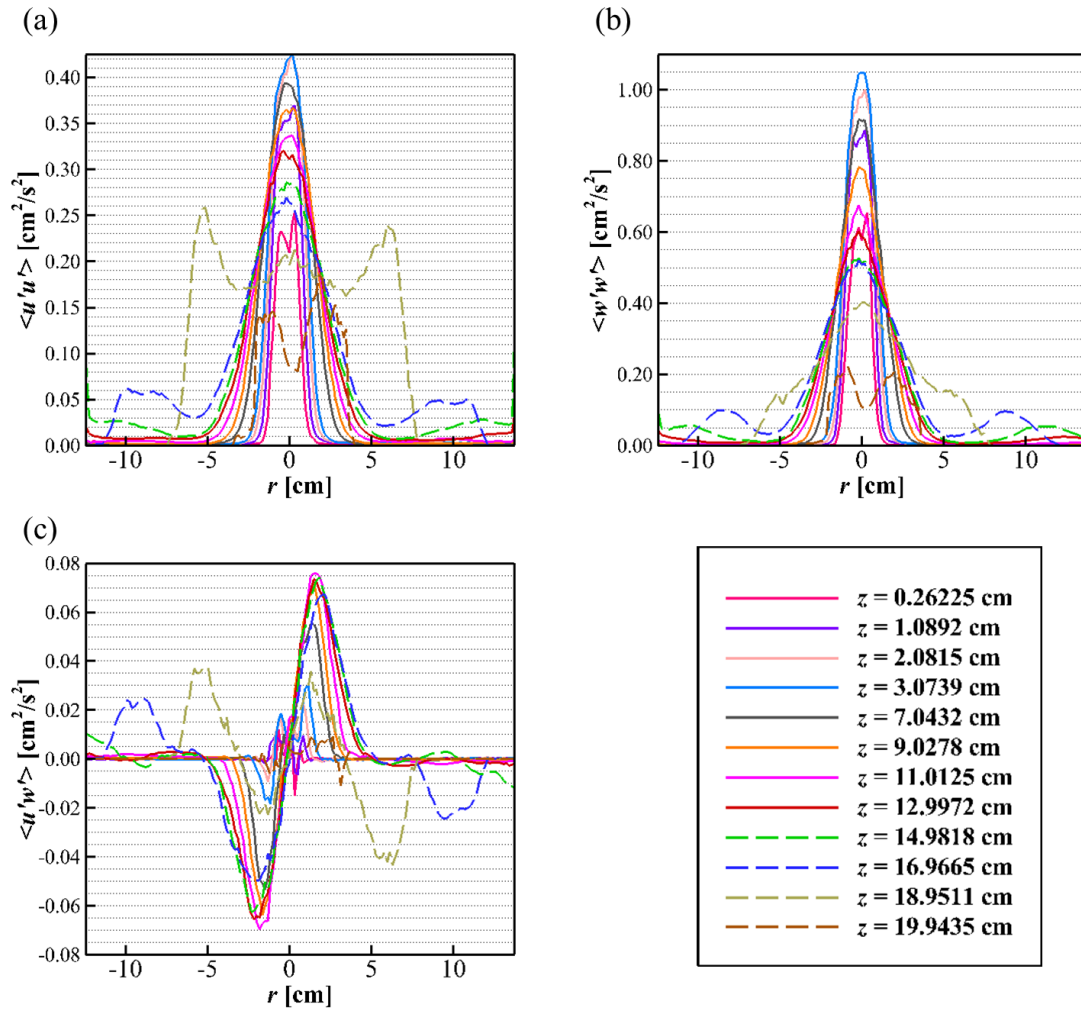 (a)
(b)
0.40
0.35
0.30
0.25
0.20
0.15
0.10
0.05
0.00
<u'u'> [cm²/s²]
-10 -5 0 5 10
r [cm]
1.00
0.80
0.60
0.40
0.20
0.00
<w'w'> [cm²/s²]
-10 -5 0 5 10
r [cm]
(c)
0.08
0.06
0.04
0.02
0.00
-0.02
-0.04
-0.06
-0.08
<u'w'> [cm²/s²]
-10 -5 0 5 10
r [cm]
z = 0.26225 cm
z = 1.0892 cm
z = 2.0815 cm
z = 3.0739 cm
z = 7.0432 cm
z = 9.0278 cm
z = 11.0125 cm
z = 12.9972 cm
z = 14.9818 cm
z = 16.9665 cm
z = 18.9511 cm
z = 19.9435 cm